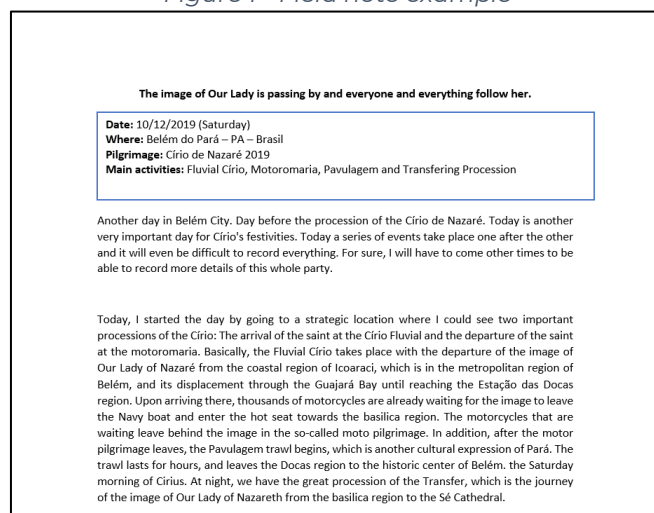 Figure 1 - Field note example
The image of Our Lady is passing by and everyone and everything follow her.
Date: 10/12/2019 (Saturday)
Where: Belém do Pará – PA – Brasil
Pilgrimage: Círio de Nazaré 2019
Main activities: Fluvial Círio, Motoromaria, Pavulagem and Transfering Procession
Another day in Belém City. Day before the procession of the Círio de Nazaré. Today is another
very important day for Círio's festivities. Today a series of events take place one after the other
and it will even be difficult to record everything. For sure, I will have to come other times to be
able to record more details of this whole party.
Today, I started the day by going to a strategic location where I could see two important
processions of the Círio: The arrival of the saint at the Círio Fluvial and the departure of the saint
at the motoromaria. Basically, the Fluvial Círio takes place with the departure of the image of
Our Lady of Nazaré from the coastal region of Icoaraci, which is in the metropolitan region of
Belém, and its displacement through the Guajará Bay until reaching the Estação das Docas
region. Upon arriving there, thousands of motorcycles are already waiting for the image to leave
the Navy boat and enter the hot seat towards the basilica region. The motorcycles that are
waiting leave behind the image in the so-called moto pilgrimage. In addition, after the motor
pilgrimage leaves, the Pavulagem trawl begins, which is another cultural expression of Pará. The
trawl lasts for hours, and leaves the Docas region to the historic center of Belém. the Saturday
morning of Cirius. At night, we have the great procession of the Transfer, which is the journey
of the image of Our Lady of Nazareth from the basilica region to the Sé Cathedral.